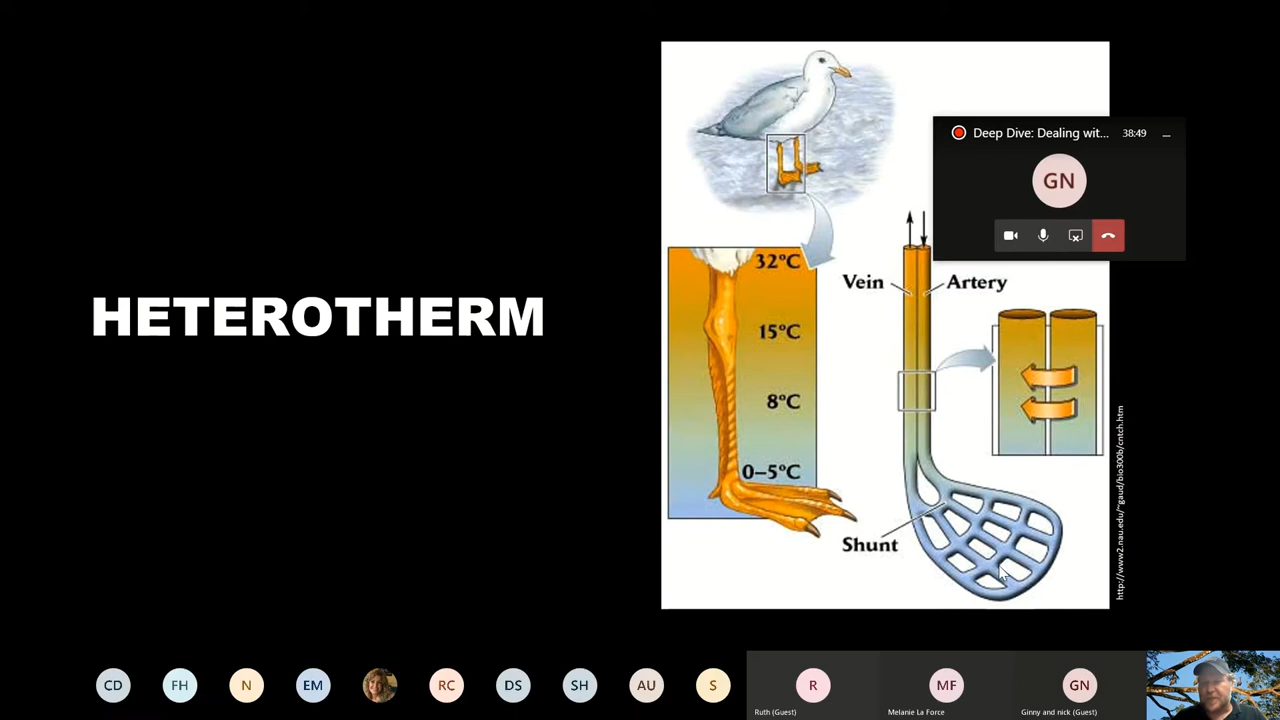 HETEROTHERM
Deep Dive: Dealing wit... 38:49
GN
32°C
15°C
8°C
0–5°C
Vein
Artery
Shunt
http://www2.nau.edu/~gaud/bio300b/cntch.htm
CD
FH
N
EM
RC
DS
SH
AU
S
R
Ruth (Guest)
MF
Melanie La Force
GN
Ginny and nick (Guest)